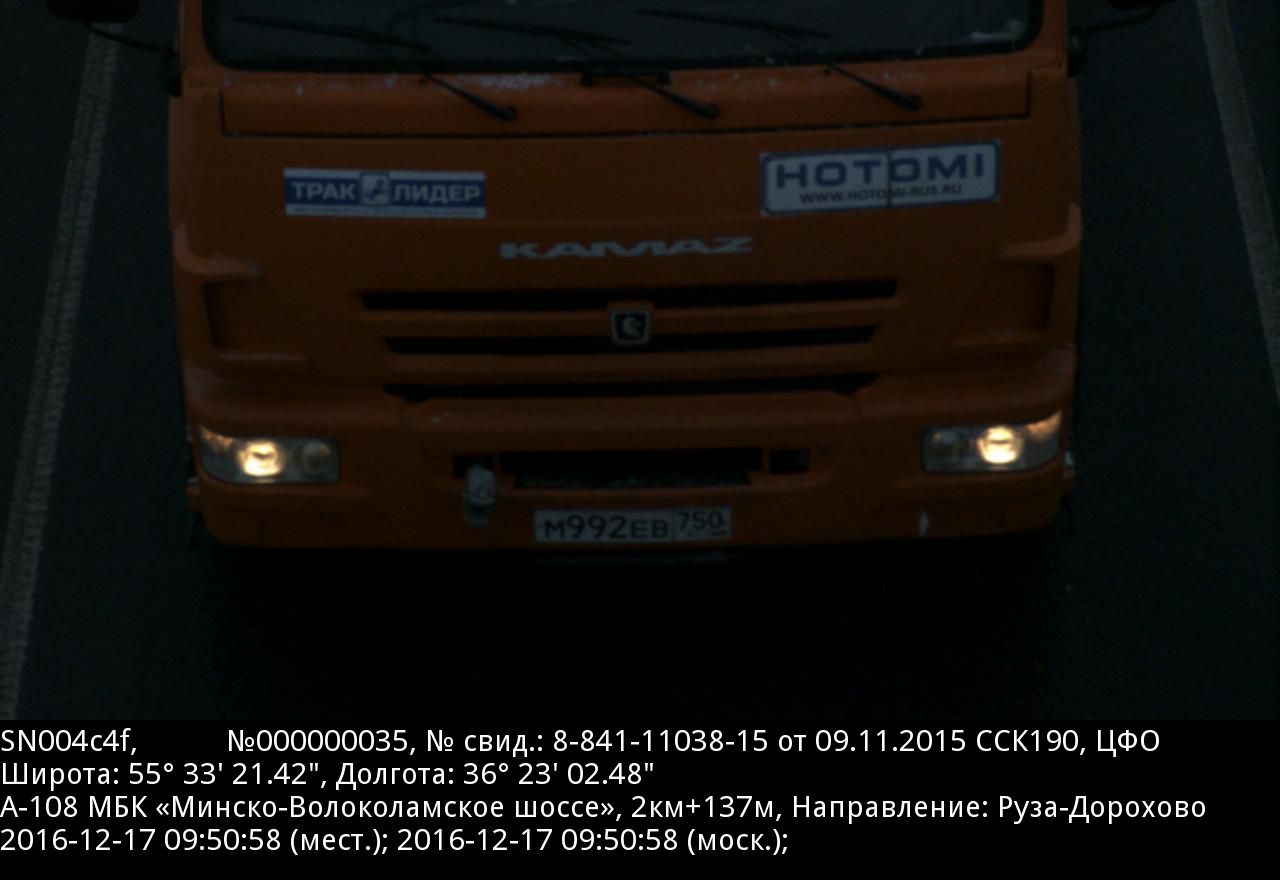 ТРАК ЛИДЕР
HOTOMI
WWW.HOTOMI-RUS.RU
KAMAZ
М992ЕВ 750
SN004c4f, №000000035, № свид.: 8-841-11038-15 от 09.11.2015 ССК190, ЦФО
Широта: 55° 33' 21.42", Долгота: 36° 23' 02.48"
А-108 МБК «Минско-Волоколамское шоссе», 2км+137м, Направление: Руза-Дорохово
2016-12-17 09:50:58 (мест.); 2016-12-17 09:50:58 (моск.);